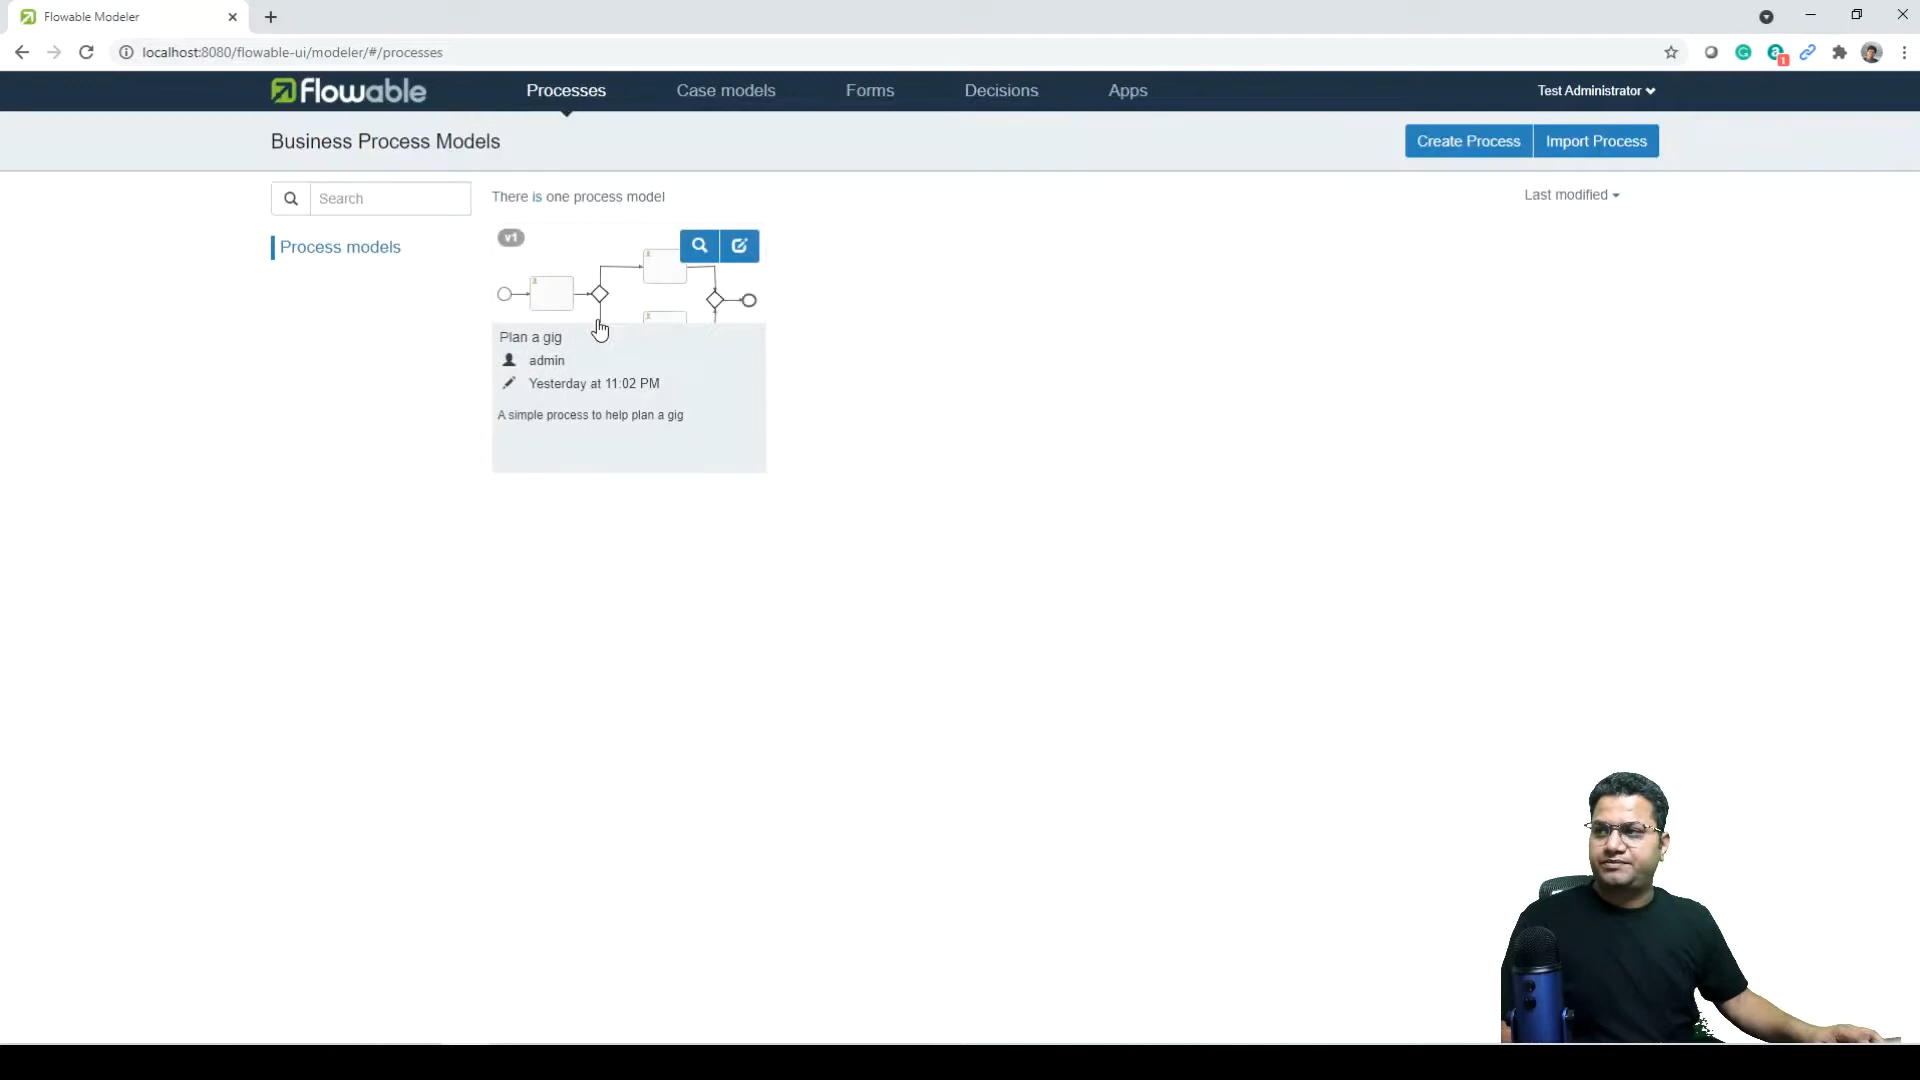 Flowable Modeler
localhost:8080/flowable-ui/modeler/#/processes
1
flowable
Processes
Case models
Forms
Decisions
Apps
Test Administrator
Business Process Models
Create Process
Import Process
Search
There is one process model
Last modified
v1
Process models
Plan a gig
admin
Yesterday at 11:02 PM
A simple process to help plan a gig